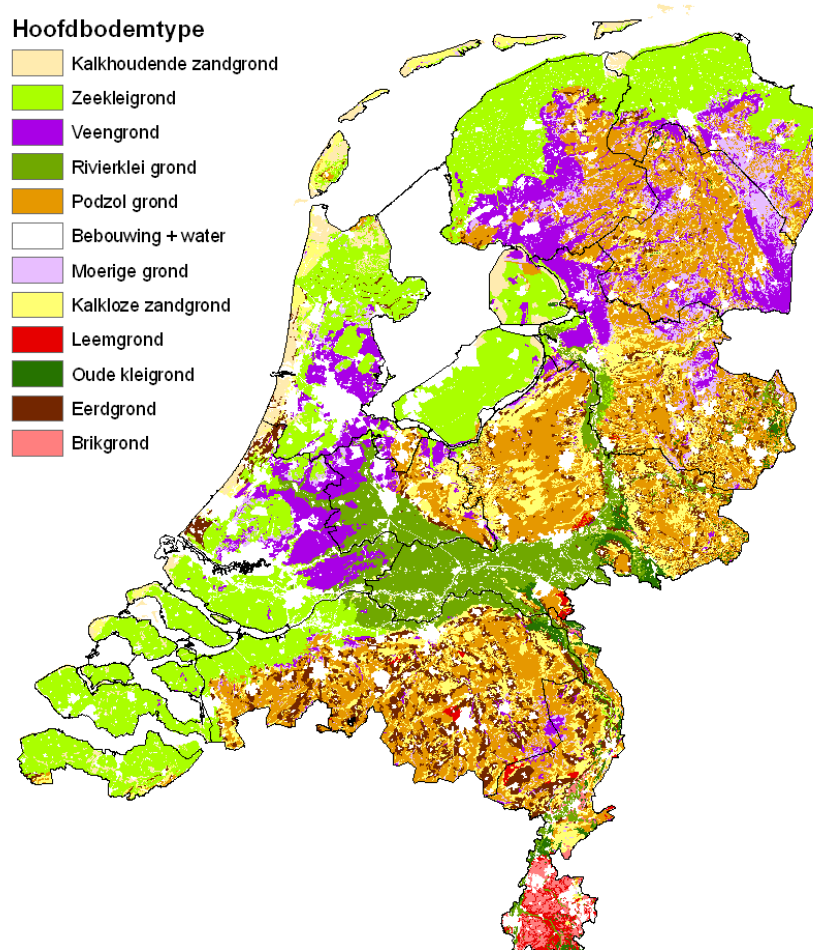 Hoofdbodemtype
Kalkhoudende zandgrond
Zeekleigrond
Veengrond
Rivierklei grond
Podzol grond
Bebouwing + water
Moerige grond
Kalkloze zandgrond
Leemgrond
Oude kleigrond
Eerdgrond
Brikgrond